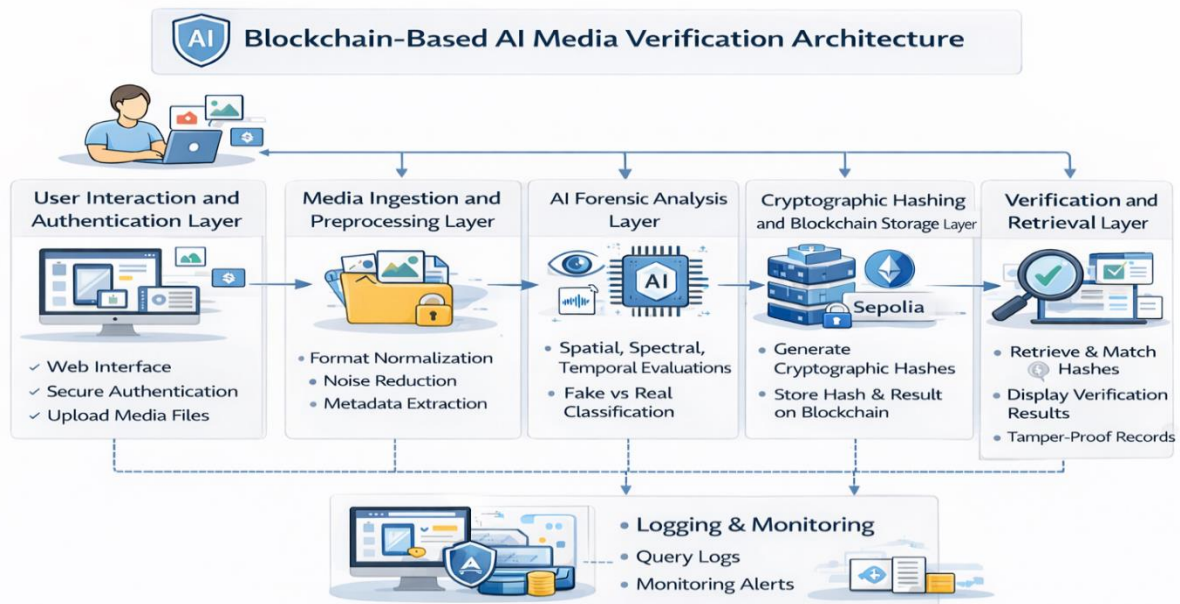 AI Blockchain-Based AI Media Verification Architecture
User Interaction and
Authentication Layer
✓ Web Interface
✓ Secure Authentication
✓ Upload Media Files
Media Ingestion and
Preprocessing Layer
• Format Normalization
• Noise Reduction
• Metadata Extraction
AI Forensic Analysis
Layer
AI
• Spatial, Spectral,
Temporal Evaluations
• Fake vs Real
Classification
Cryptographic Hashing
and Blockchain Storage Layer
Sepolia
• Generate
Cryptographic Hashes
• Store Hash & Result
on Blockchain
Verification and
Retrieval Layer
• Retrieve & Match
Hashes
• Display Verification
Results
• Tamper-Proof Records
• Logging & Monitoring
• Query Logs
• Monitoring Alerts